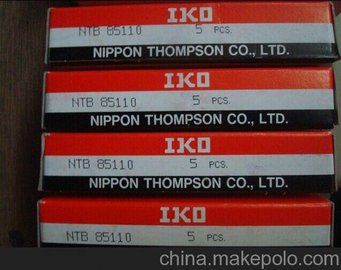 IKO
NTB 85110 5 PCS.
NIPPON THOMPSON CO., LTD.
IKO
NTB 85110 5 PCS.
NIPPON THOMPSON CO., LTD.
IKO
NTB 85110 5 PCS.
NIPPON THOMPSON CO., LTD.
IKO
NTB 85110 5 PCS.
china.makepolo.com